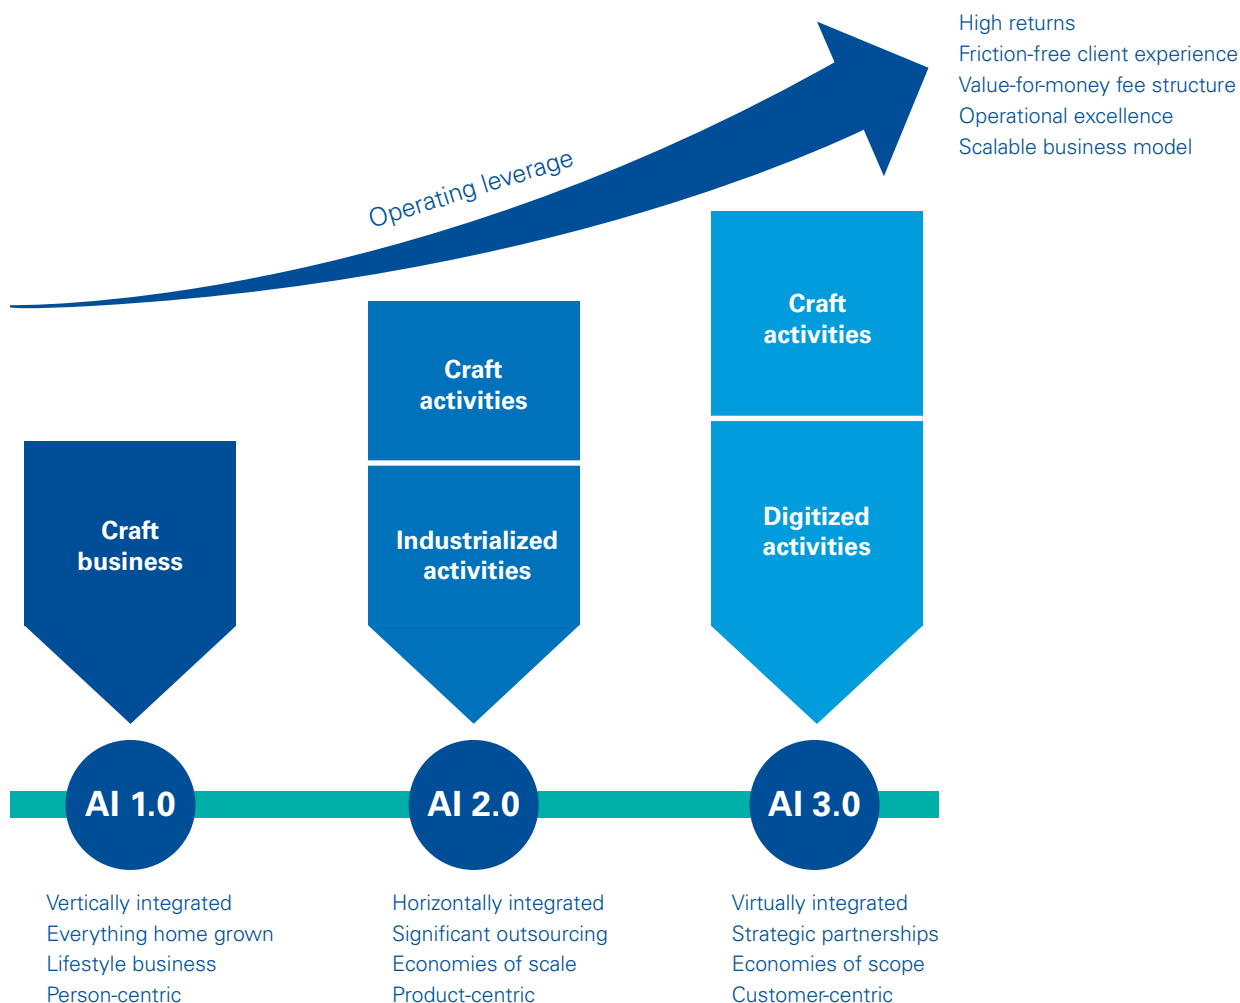 High returns
Friction-free client experience
Value-for-money fee structure
Operational excellence
Scalable business model
Operating leverage
Craft
activities
Craft
activities
Craft
business
Industrialized
activities
Digitized
activities
AI 1.0
AI 2.0
AI 3.0
Vertically integrated
Everything home grown
Lifestyle business
Person-centric
Horizontally integrated
Significant outsourcing
Economies of scale
Product-centric
Virtually integrated
Strategic partnerships
Economies of scope
Customer-centric